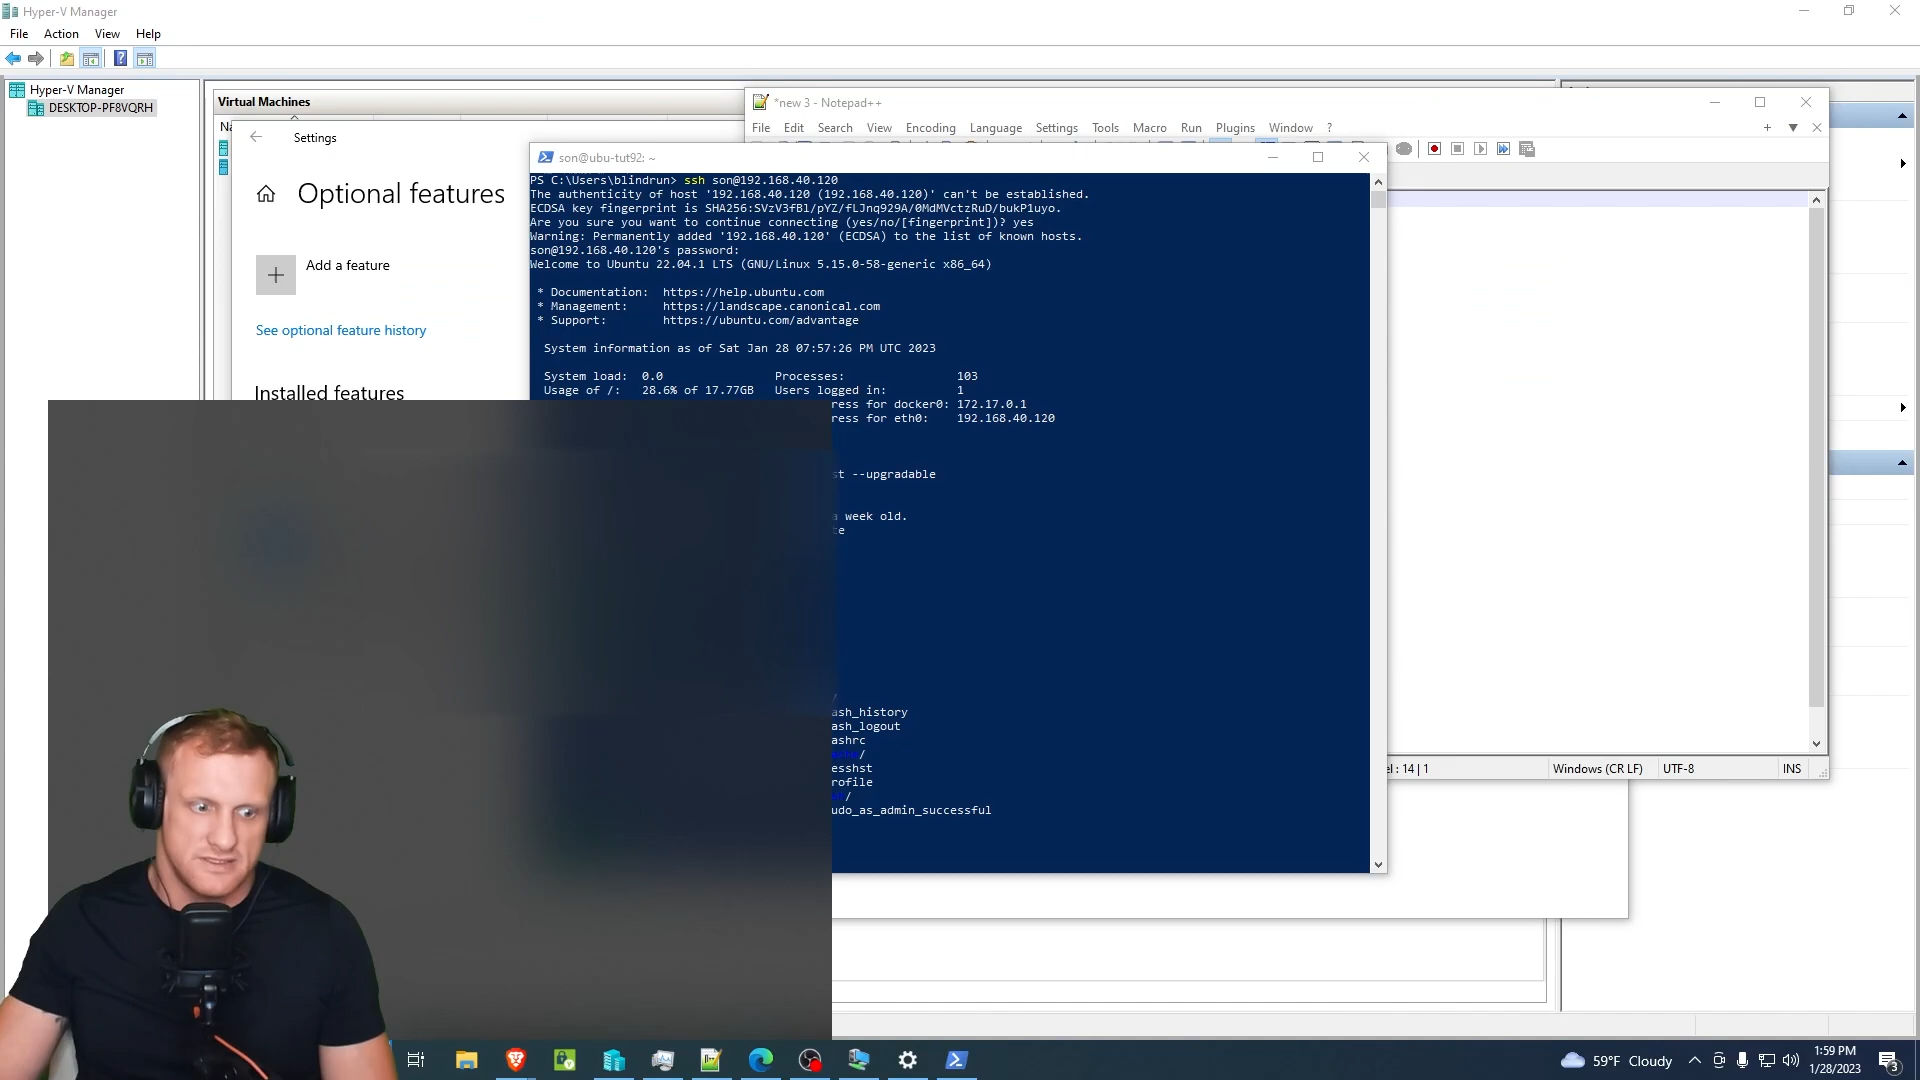 Hyper-V Manager
File Action View Help
Hyper-V Manager
DESKTOP-PF8VQRH
Virtual Machines
Settings
Optional features
Add a feature
See optional feature history
Installed features
*new 3 - Notepad++
File Edit Search View Encoding Language Settings Tools Macro Run Plugins Window ?
son@ubu-tut92: ~
PS C:\Users\blindrun> ssh son@192.168.40.120
The authenticity of host '192.168.40.120 (192.168.40.120)' can't be established.
ECDSA key fingerprint is SHA256:SVzV3fBl/pYZ/fLJnq929A/0MdMVctzRuD/bukP1uyo.
Are you sure you want to continue connecting (yes/no/[fingerprint])? yes
Warning: Permanently added '192.168.40.120' (ECDSA) to the list of known hosts.
son@192.168.40.120's password:
Welcome to Ubuntu 22.04.1 LTS (GNU/Linux 5.15.0-58-generic x86_64)
* Documentation: https://help.ubuntu.com
* Management: https://landscape.canonical.com
* Support: https://ubuntu.com/advantage
System information as of Sat Jan 28 07:57:26 PM UTC 2023
System load: 0.0 Processes: 103
Usage of /: 28.6% of 17.77GB Users logged in: 1
ress for docker0: 172.17.0.1
ress for eth0: 192.168.40.120
st --upgradable
a week old.
te
/
ash_history
ash_logout
ashrc
/
esshst
rofile
/
udo_as_admin_successful
el : 14 | 1 Windows (CR LF) UTF-8 INS
59°F Cloudy
1:59 PM
1/28/2023
3